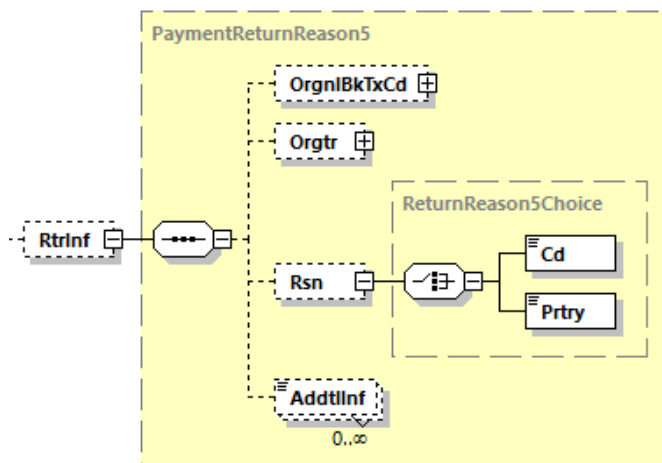 PaymentReturnReason5
OrgnlBkTxCd
Orgtr
ReturnReason5Choice
RtrInf
Cd
Rsn
Prtry
AddtlInf
0..∞